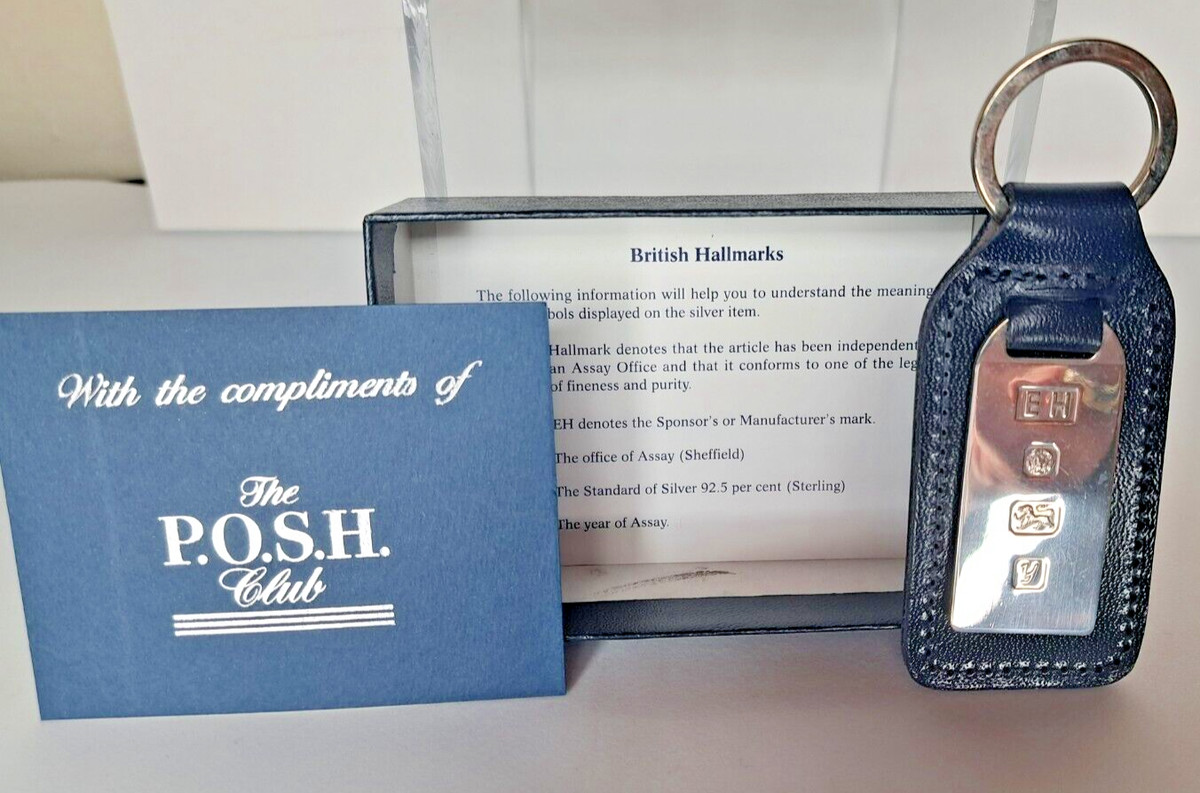 With the compliments of
The
P.O.S.H.
Club
British Hallmarks
The following information will help you to understand the meaning
bols displayed on the silver item.
Hallmark denotes that the article has been independent
an Assay Office and that it conforms to one of the leg
of fineness and purity.
EH denotes the Sponsor's or Manufacturer's mark.
The office of Assay (Sheffield)
The Standard of Silver 92.5 per cent (Sterling)
The year of Assay.
EH
y